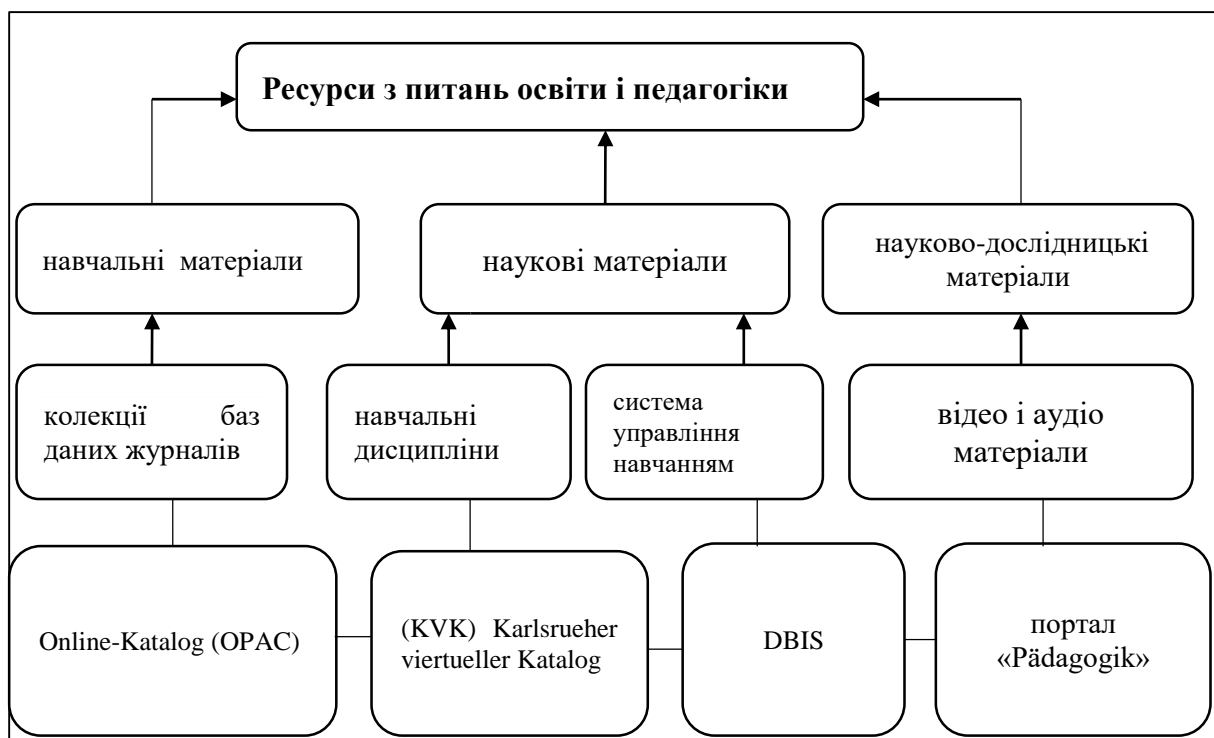 Ресурси з питань освіти і педагогіки
навчальні матеріали
наукові матеріали
науково-дослідницькі
матеріали
колекції баз
даних журналів
навчальні
дисципліни
система
управління
навчанням
відео і аудіо
матеріали
Online-Katalog (OPAC)
(KVK) Karlsrueher
viertueller Katalog
DBIS
портал
«Pädagogik»